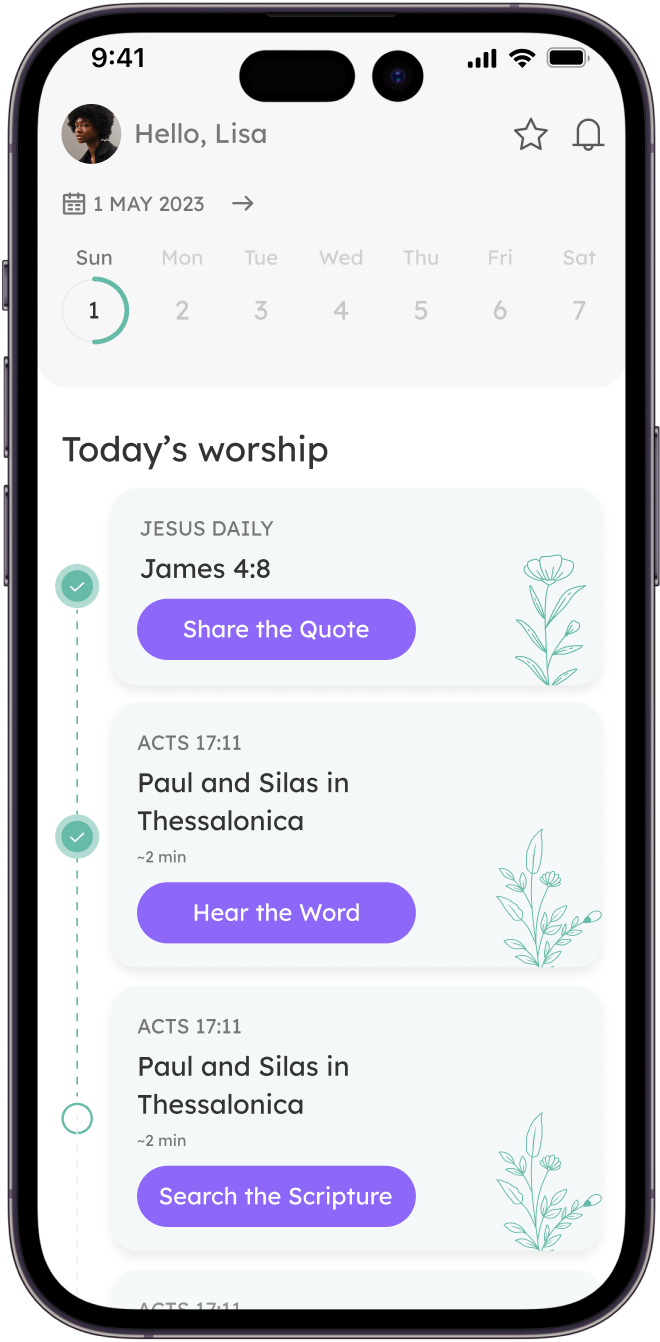 9:41
Hello, Lisa
1 MAY 2023
Sun Mon Tue Wed Thu Fri Sat
1 2 3 4 5 6 7
Today’s worship
JESUS DAILY
James 4:8
Share the Quote
ACTS 17:11
Paul and Silas in
Thessalonica
~2 min
Hear the Word
ACTS 17:11
Paul and Silas in
Thessalonica
~2 min
Search the Scripture
ACTS 17:11